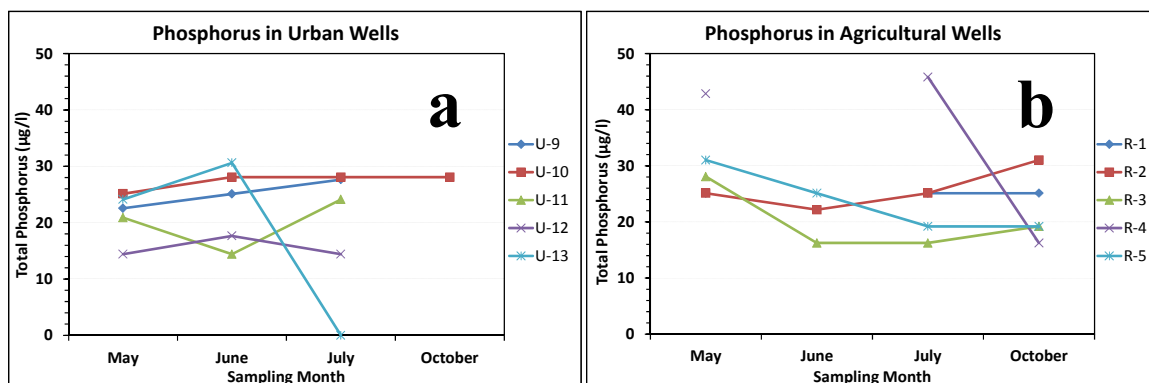 Phosphorus in Urban Wells
a
Total Phosphorus (µg/l)
50
40
30
20
10
0
May June July October
Sampling Month
U-9
U-10
U-11
U-12
U-13
Phosphorus in Agricultural Wells
b
Total Phosphorus (µg/l)
50
40
30
20
10
0
May June July October
Sampling Month
R-1
R-2
R-3
R-4
R-5